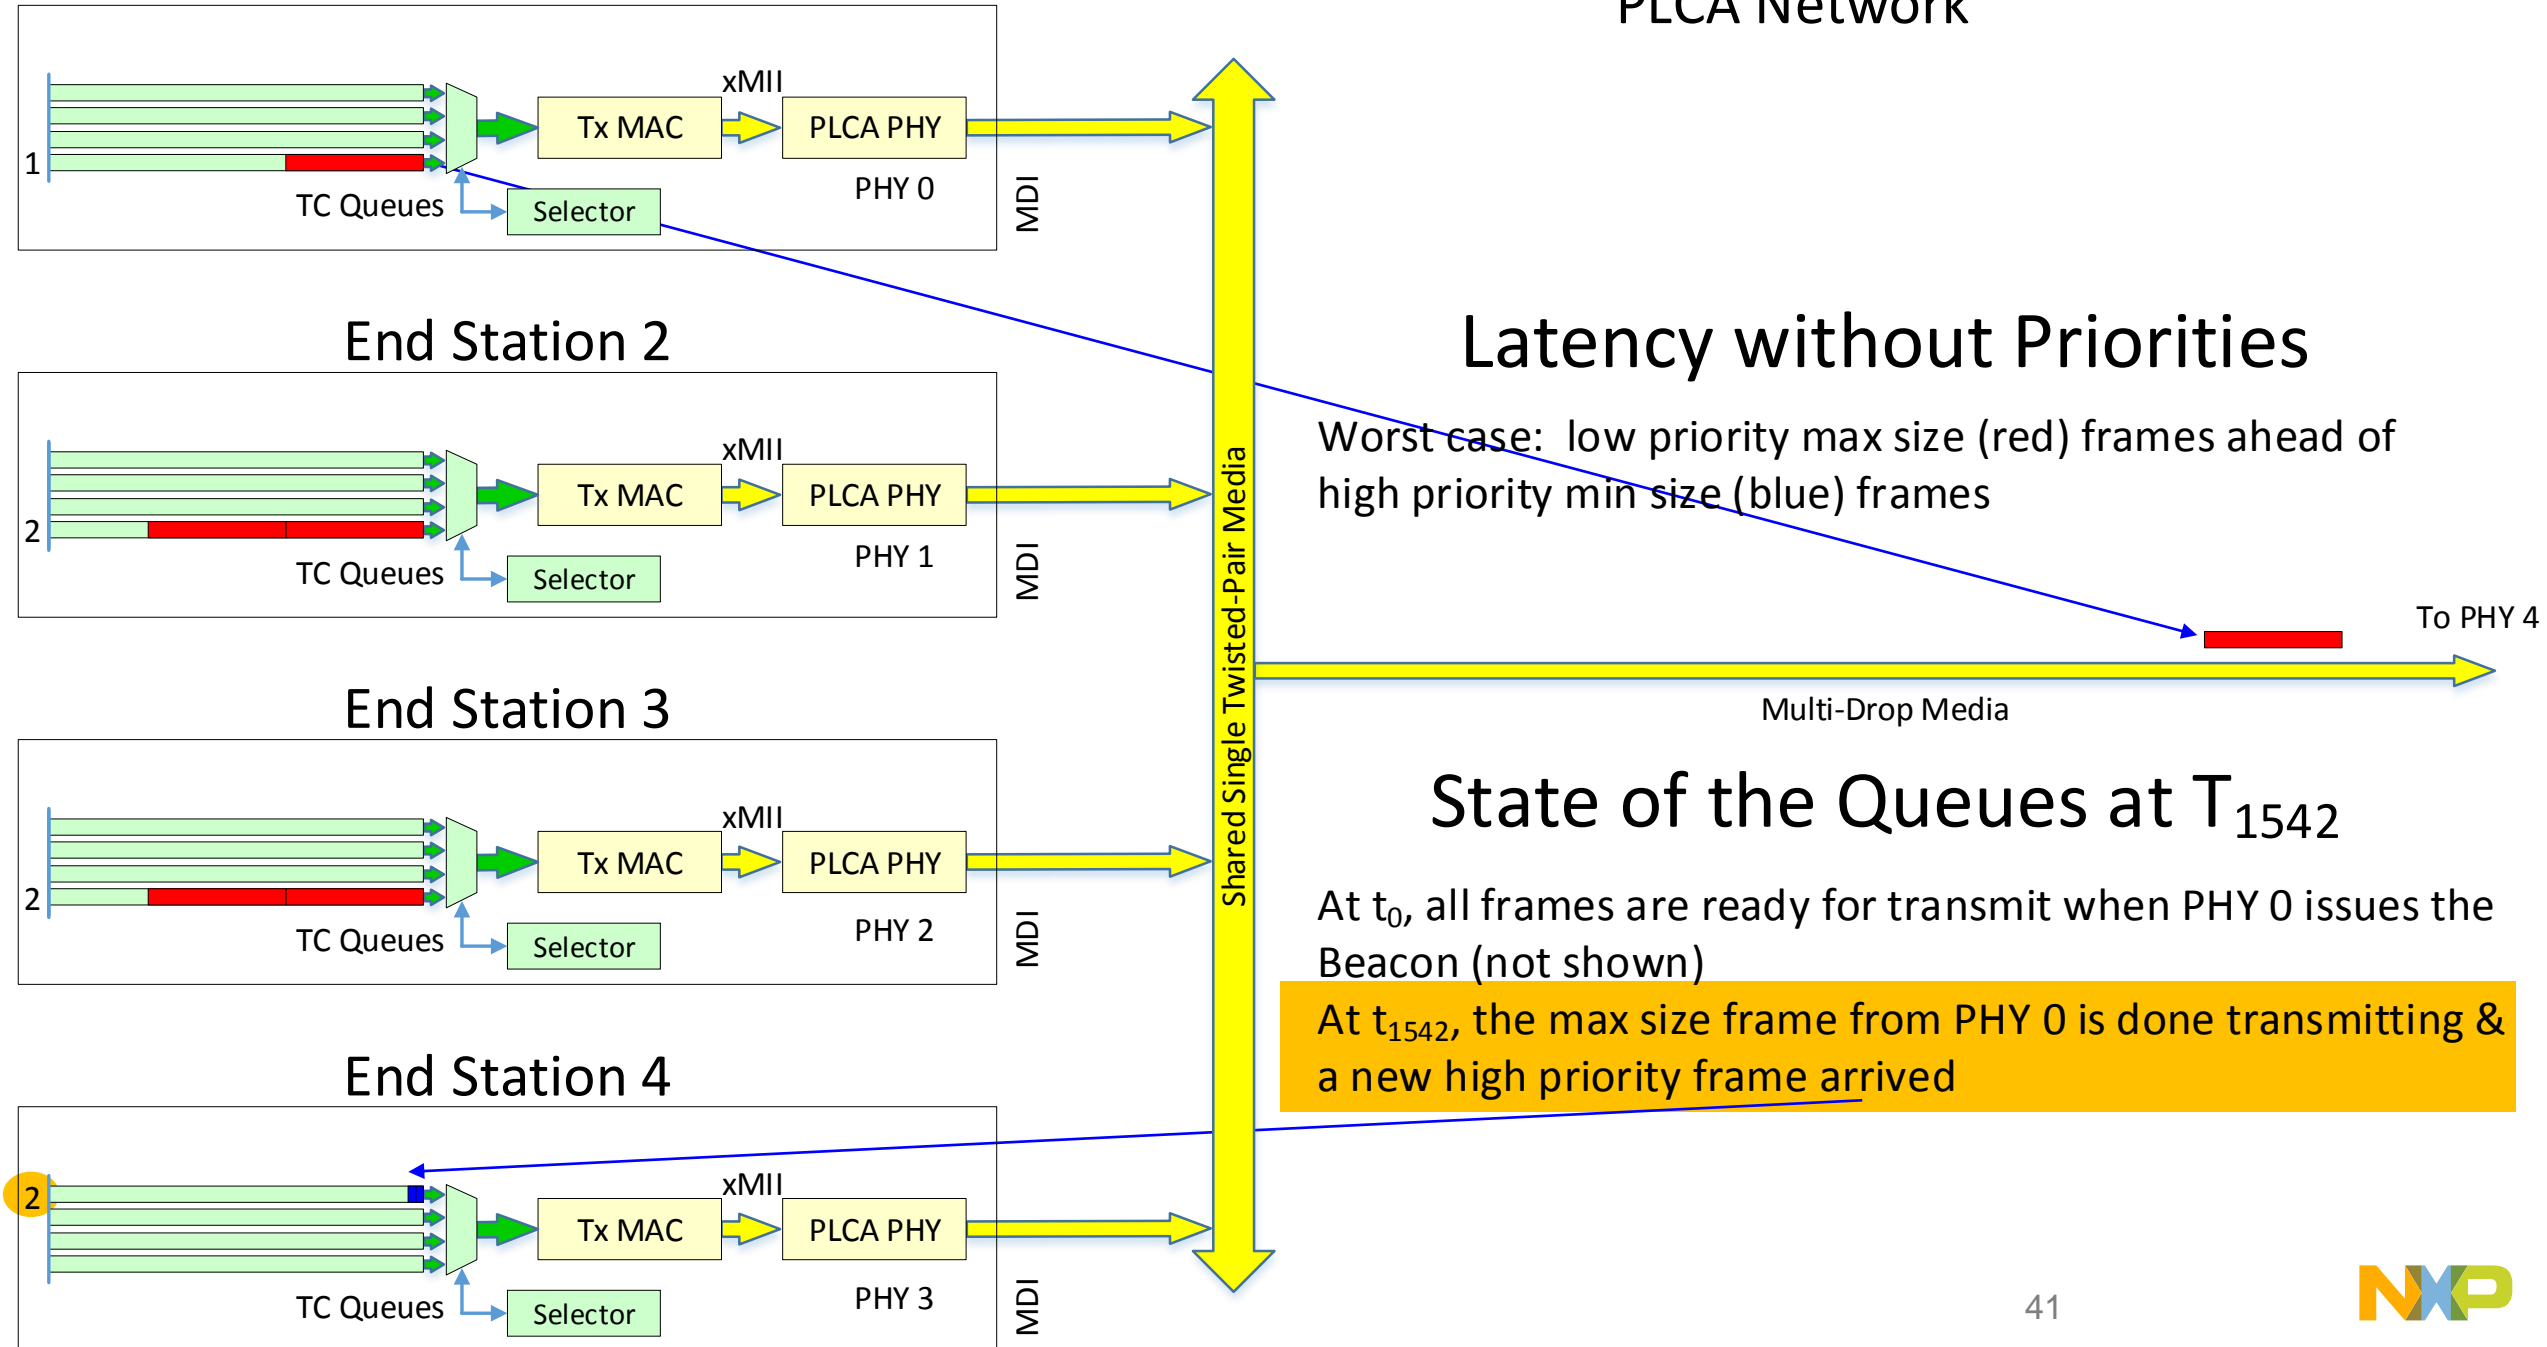 PLCA Network
xMII
Tx MAC
PLCA PHY
1
TC Queues
Selector
PHY 0
MDI
End Station 2
xMII
Tx MAC
PLCA PHY
2
TC Queues
Selector
PHY 1
MDI
End Station 3
xMII
Tx MAC
PLCA PHY
2
TC Queues
Selector
PHY 2
MDI
End Station 4
xMII
2
Tx MAC
PLCA PHY
TC Queues
Selector
PHY 3
MDI
Shared Single Twisted-Pair Media
Latency without Priorities
Worst case: low priority max size (red) frames ahead of
high priority min size (blue) frames
To PHY 4
Multi-Drop Media
State of the Queues at T1542
At t0, all frames are ready for transmit when PHY 0 issues the
Beacon (not shown)
At t1542, the max size frame from PHY 0 is done transmitting &
a new high priority frame arrived
41
NXP